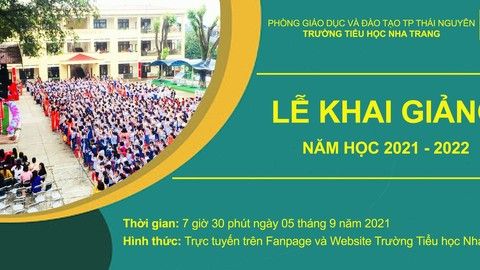 PHÒNG GIÁO DỤC VÀ ĐÀO TẠO TP THÁI NGUYÊN
TRƯỜNG TIỂU HỌC NHA TRANG
LỄ KHAI GIẢNG
NĂM HỌC 2021 - 2022
Thời gian: 7 giờ 30 phút ngày 05 tháng 9 năm 2021
Hình thức: Trực tuyến trên Fanpage và Website Trường Tiểu học Nha